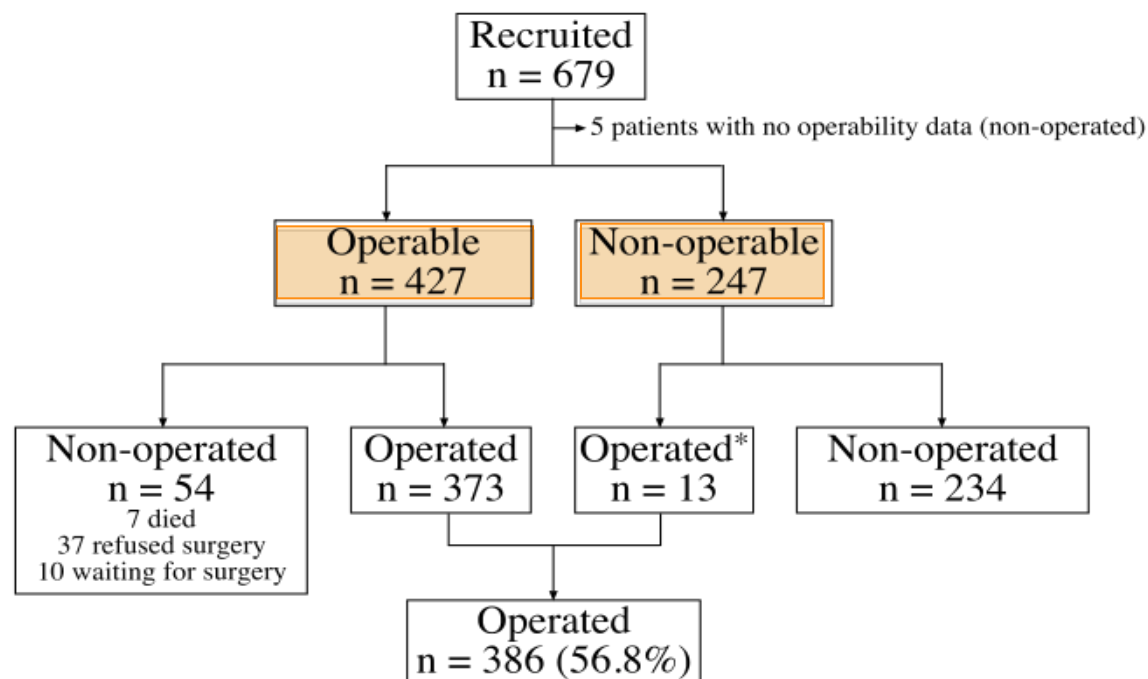 Recruited
n = 679
5 patients with no operability data (non-operated)
Operable
n = 427
Non-operable
n = 247
Non-operated
n = 54
7 died
37 refused surgery
10 waiting for surgery
Operated
n = 373
Operated*
n = 13
Non-operated
n = 234
Operated
n = 386 (56.8%)